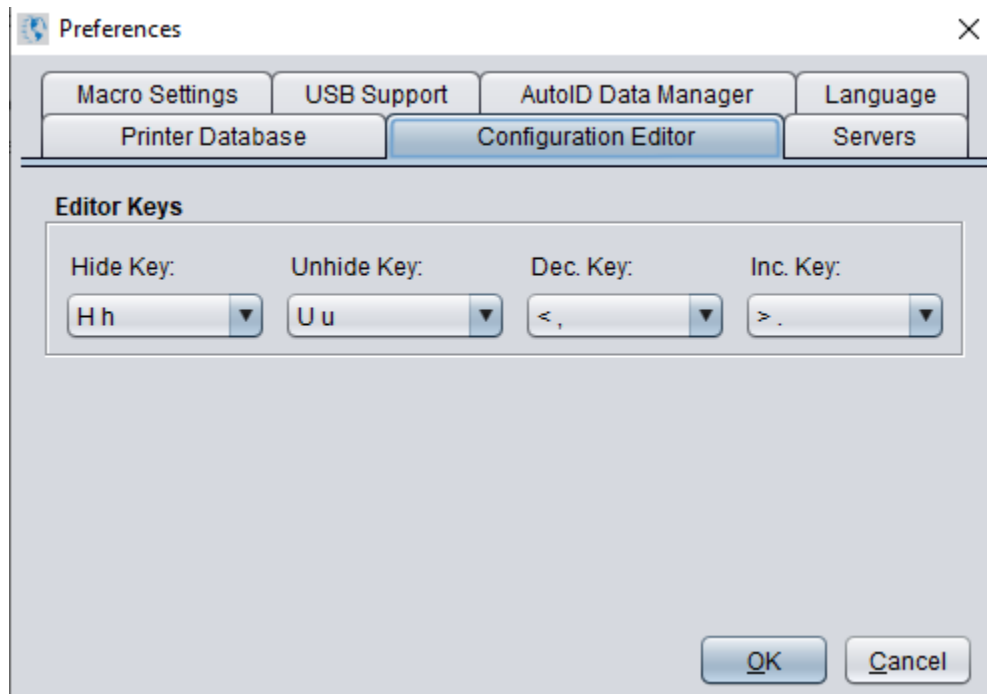 Preferences
Macro Settings USB Support AutoID Data Manager Language
Printer Database Configuration Editor Servers
Editor Keys
Hide Key: Unhide Key: Dec. Key: Inc. Key:
H h U u < , > .
OK Cancel